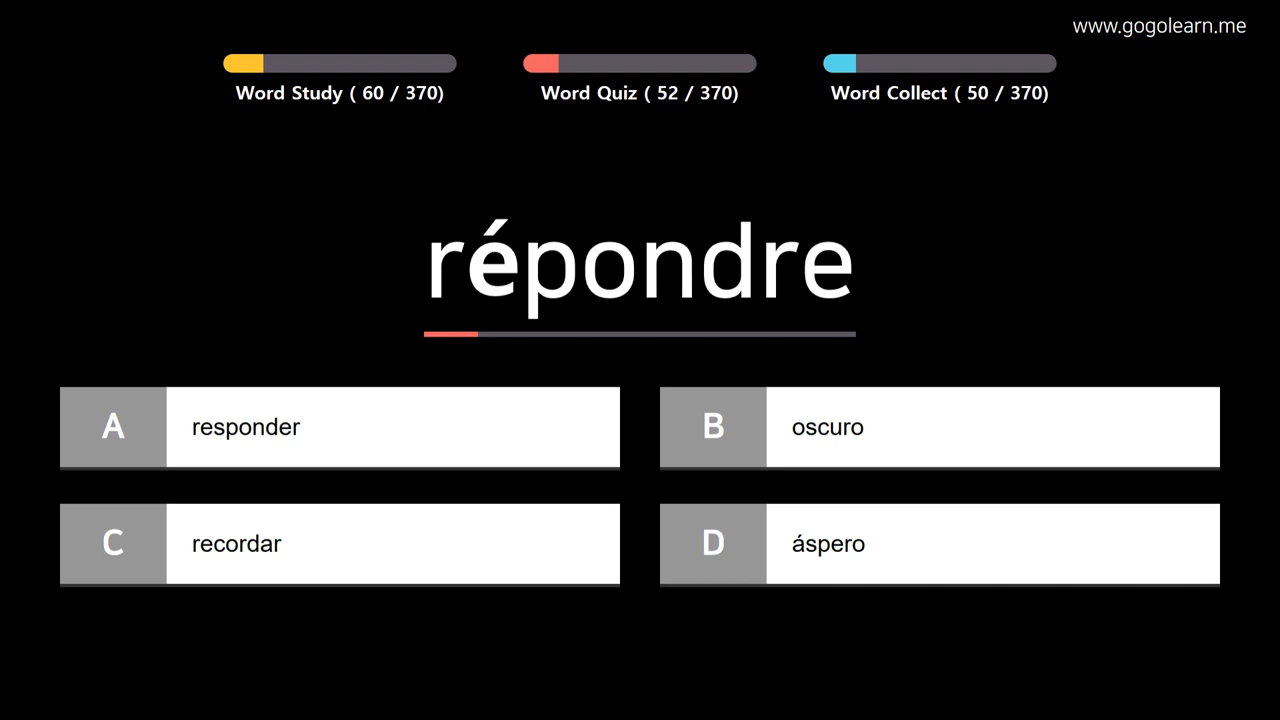 www.gogolearn.me
Word Study ( 60 / 370)
Word Quiz ( 52 / 370)
Word Collect ( 50 / 370)
répondre
A responder
B oscuro
C recordar
D áspero